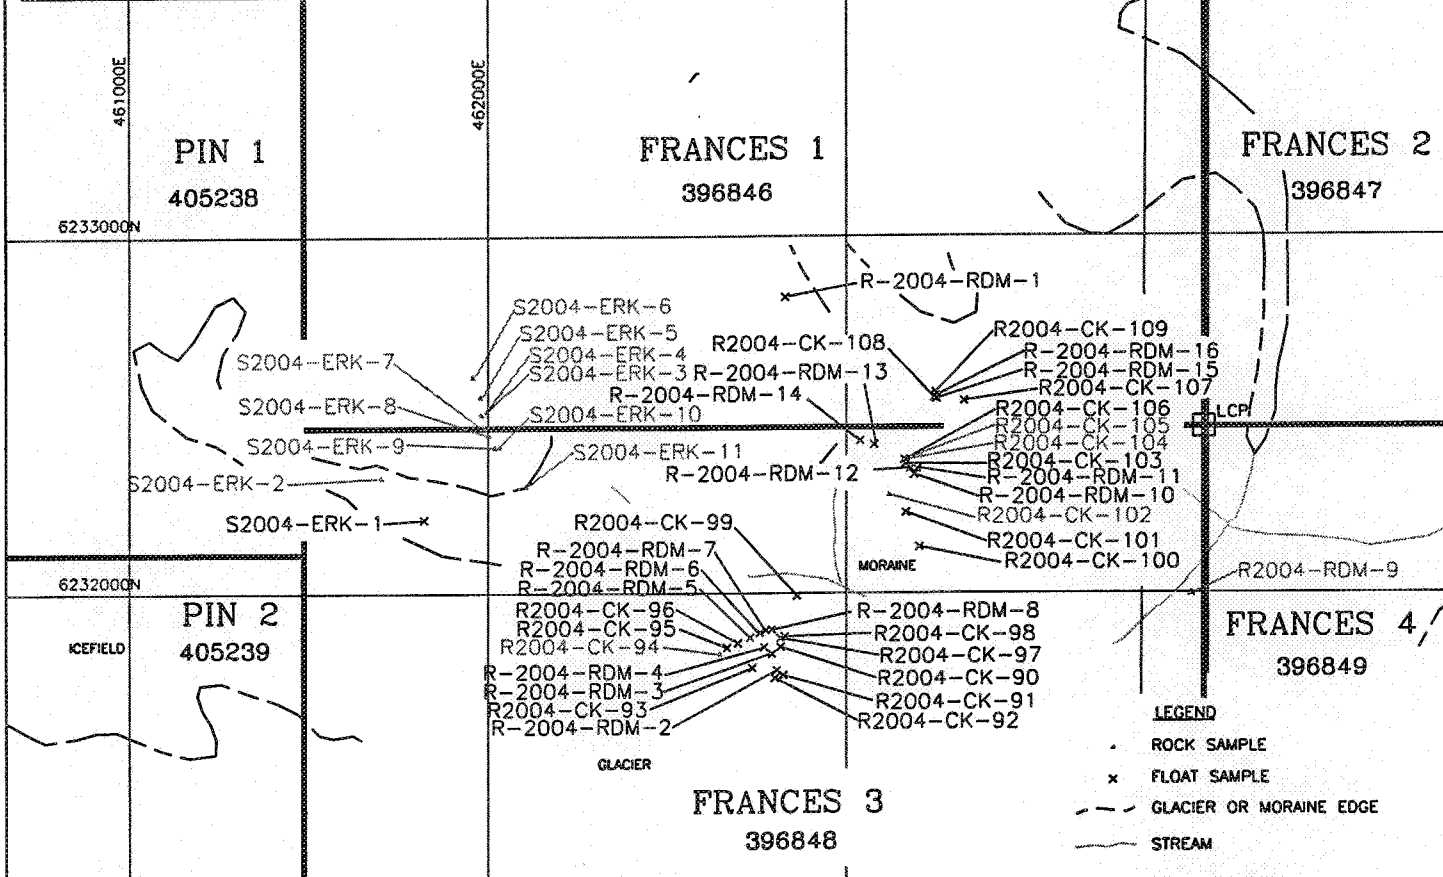 461000E
462000E
PIN 1
405238
FRANCES 1
396846
FRANCES 2
396847
6233000N
R-2004-RDM-1
S2004-ERK-6
S2004-ERK-5
S2004-ERK-4
S2004-ERK-3
S2004-ERK-7
S2004-ERK-8
S2004-ERK-9
S2004-ERK-10
S2004-ERK-11
S2004-ERK-2
S2004-ERK-1
R2004-CK-108
R-2004-RDM-13
R-2004-RDM-14
R-2004-RDM-12
R2004-CK-109
R-2004-RDM-16
R-2004-RDM-15
R2004-CK-107
R2004-CK-106
R2004-CK-105
R2004-CK-104
R2004-CK-103
R-2004-RDM-11
R-2004-RDM-10
R2004-CK-102
R2004-CK-101
R2004-CK-100
LCP
MORAINE
R2004-RDM-9
6232000N
PIN 2
405239
ICEFIELD
R2004-CK-99
R-2004-RDM-7
R-2004-RDM-6
R-2004-RDM-5
R2004-CK-96
R2004-CK-95
R2004-CK-94
R-2004-RDM-4
R-2004-RDM-3
R2004-CK-93
R-2004-RDM-2
R-2004-RDM-8
R2004-CK-98
R2004-CK-97
R2004-CK-90
R2004-CK-91
R2004-CK-92
GLACIER
FRANCES 3
396848
FRANCES 4
396849
LEGEND
ROCK SAMPLE
FLOAT SAMPLE
GLACIER OR MORAINE EDGE
STREAM